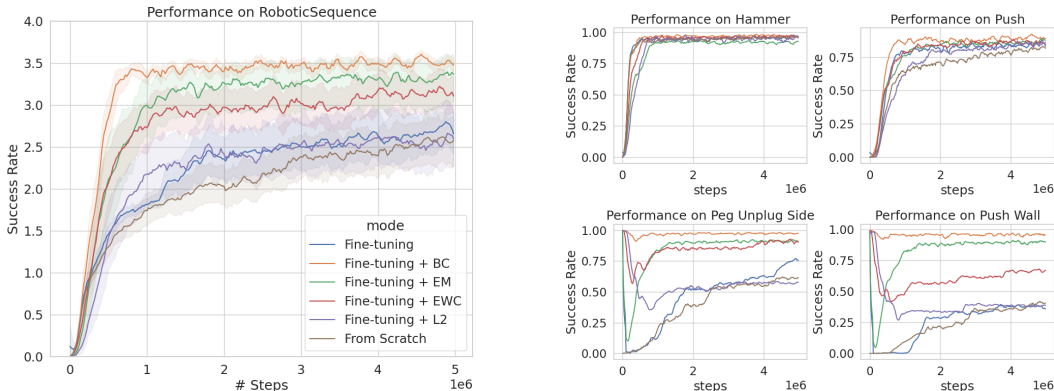 Performance on RoboticSequence
Success Rate
4.0
3.5
3.0
2.5
2.0
1.5
1.0
0.5
0.0
mode
Fine-tuning
Fine-tuning + BC
Fine-tuning + EM
Fine-tuning + EWC
Fine-tuning + L2
From Scratch
0 1 2 3 4 5
# Steps
1e6
Performance on Hammer
Success Rate
1.00
0.75
0.50
0.25
0.00
0 2 4
steps
1e6
Performance on Push
Success Rate
0.75
0.50
0.25
0.00
0 2 4
steps
1e6
Performance on Peg Unplug Side
Success Rate
1.00
0.75
0.50
0.25
0.00
0 2 4
steps
1e6
Performance on Push Wall
Success Rate
1.00
0.75
0.50
0.25
0.00
0 2 4
steps
1e6